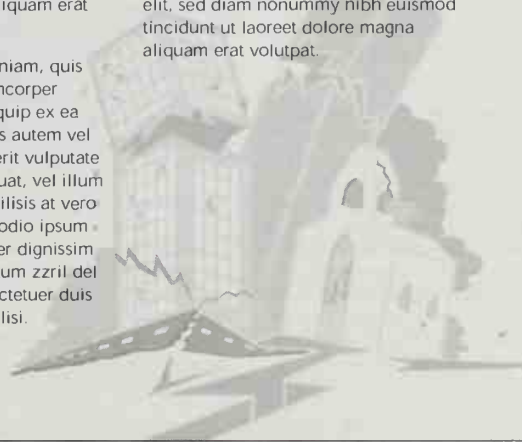 iquam erat
niam, quis
ncorper
quip ex ea
s autem vel
erit vulputate
uat, vel illum
ilisis at vero
odio ipsum
er dignissim
um zzril del
ctetuer duis
lisi.
elit, sed diam nonummy nibh euismod
tincidunt ut laoreet dolore magna
aliquam erat volutpat.